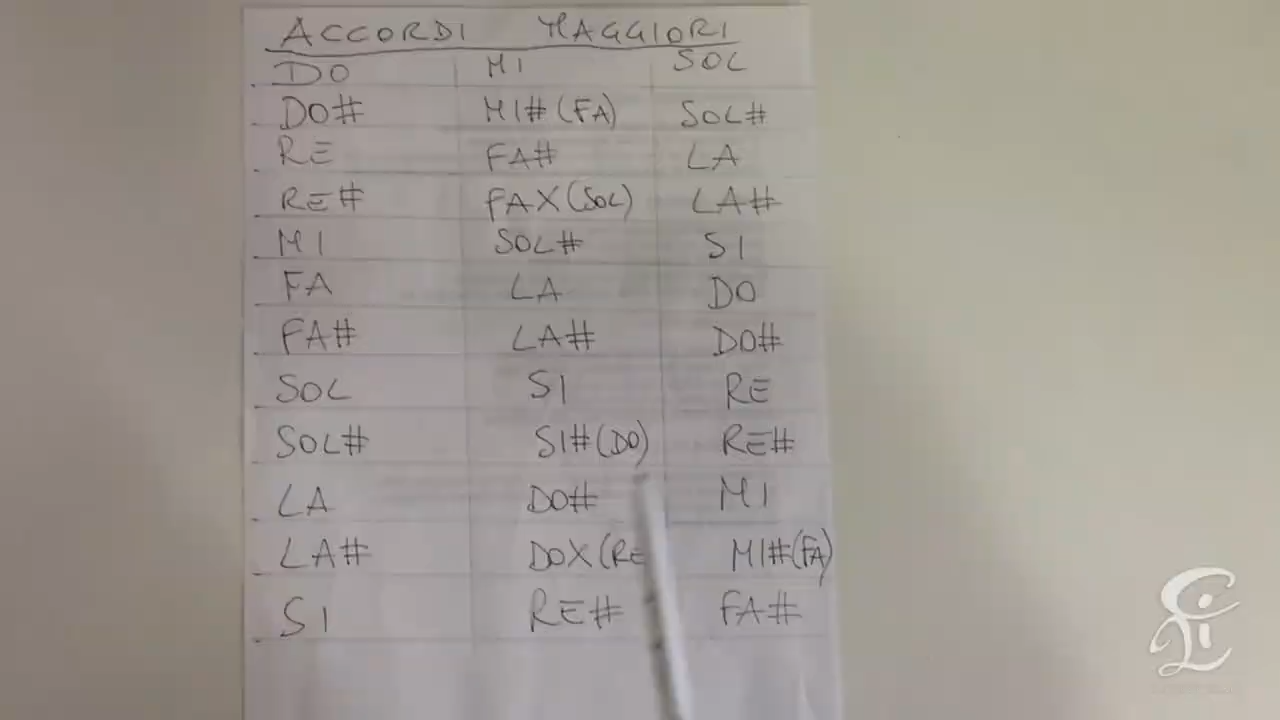 ACCORDI MAGGIORI
DO MI SOL
DO# MI#(FA) SOL#
RE FA# LA
RE# FAX(SOL) LA#
MI SOL# SI
FA LA DO
FA# LA# DO#
SOL SI RE
SOL# SI#(DO) RE#
LA DO# MI
LA# DOX(RE MI#(FA)
SI RE# FA#